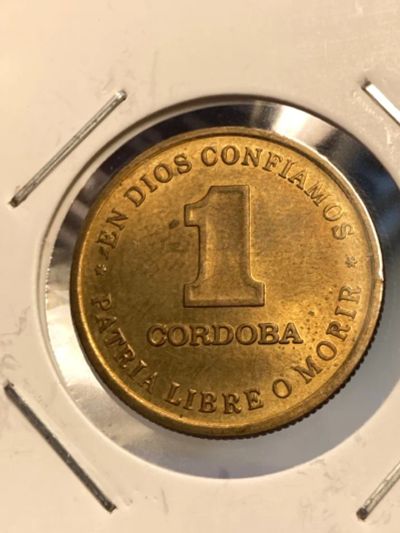 EN DIOS CONFIAMOS
1
CORDOBA
PATRIA LIBRE O MORIR